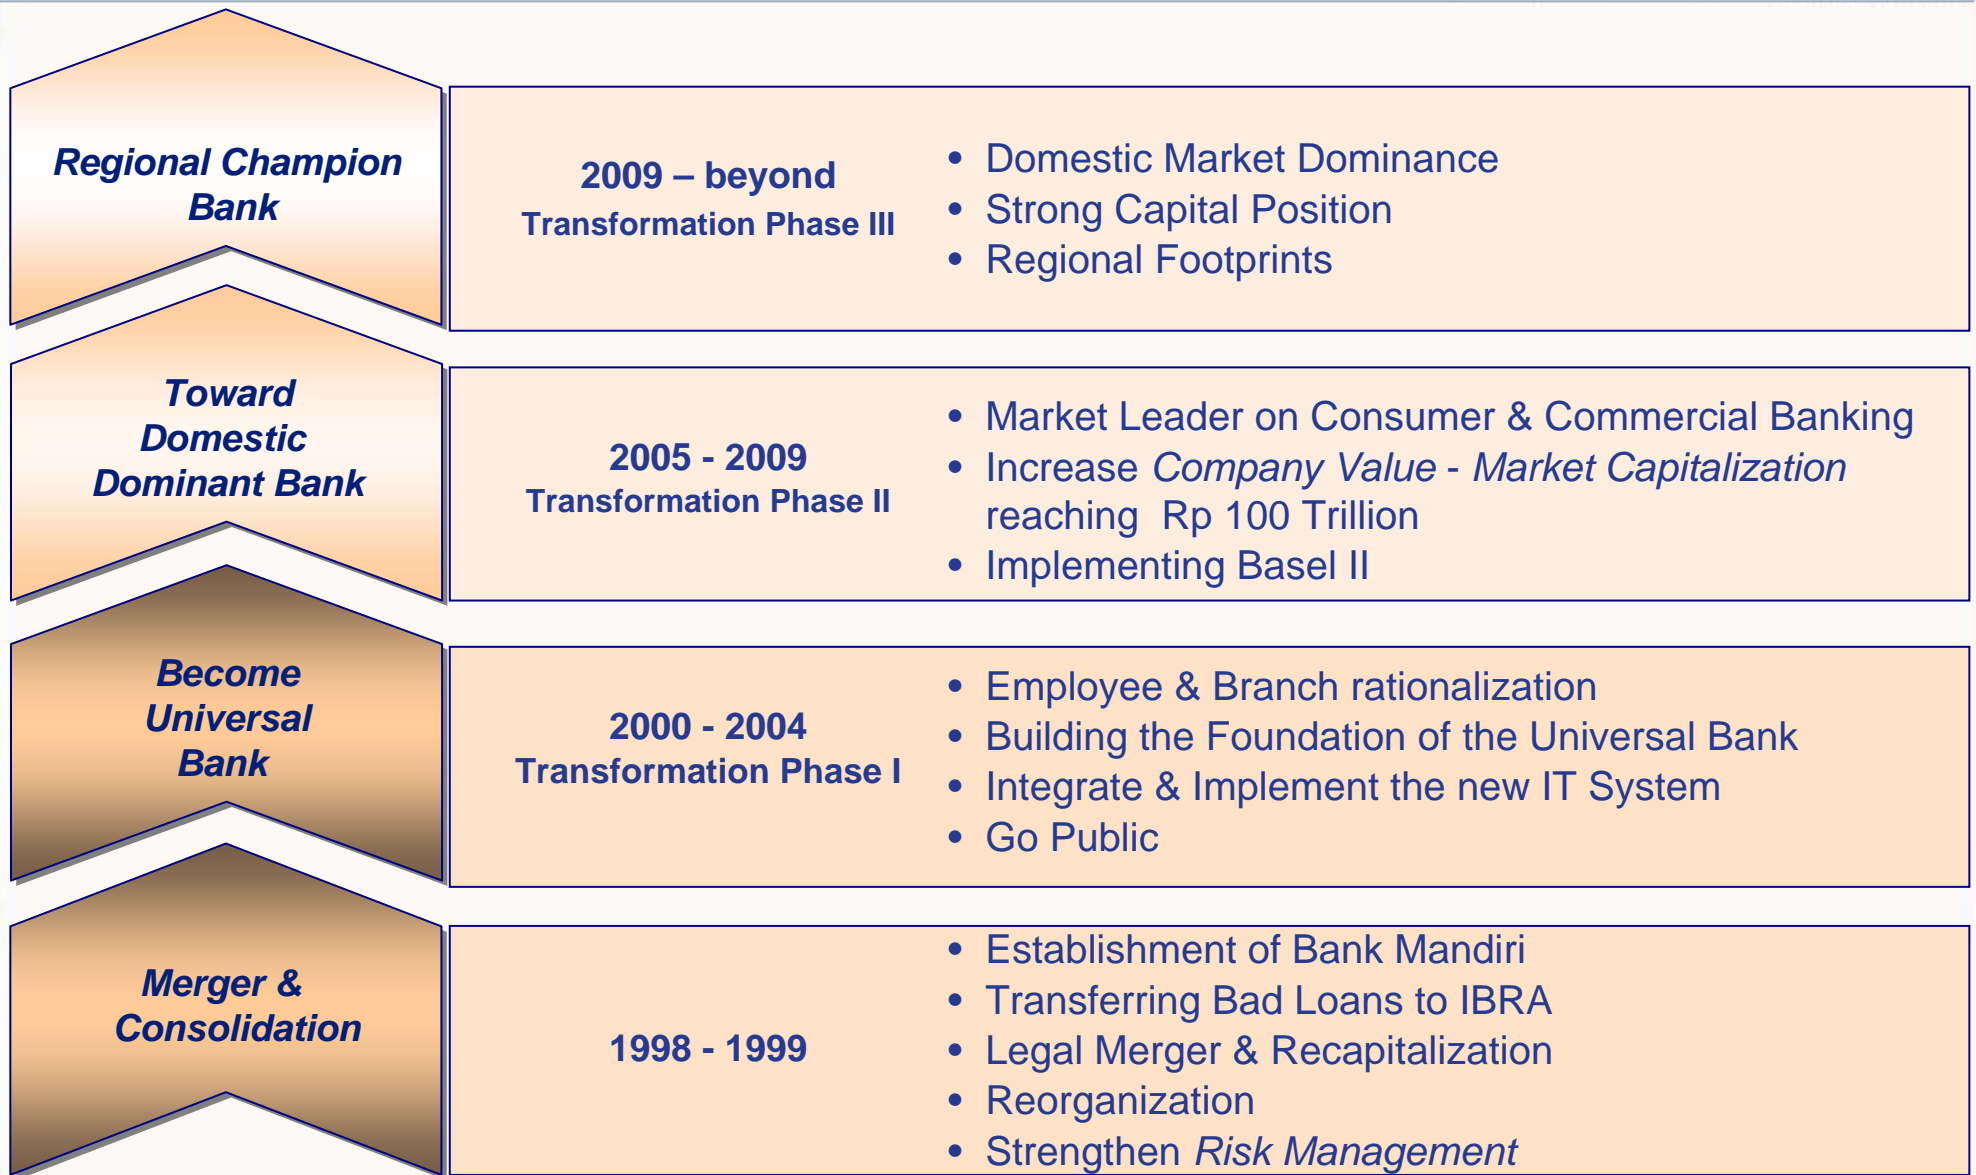 Regional Champion
Bank
2009 – beyond
Transformation Phase III
• Domestic Market Dominance
• Strong Capital Position
• Regional Footprints
Toward
Domestic
Dominant Bank
2005 - 2009
Transformation Phase II
• Market Leader on Consumer & Commercial Banking
• Increase Company Value - Market Capitalization
reaching Rp 100 Trillion
• Implementing Basel II
Become
Universal
Bank
2000 - 2004
Transformation Phase I
• Employee & Branch rationalization
• Building the Foundation of the Universal Bank
• Integrate & Implement the new IT System
• Go Public
Merger &
Consolidation
1998 - 1999
• Establishment of Bank Mandiri
• Transferring Bad Loans to IBRA
• Legal Merger & Recapitalization
• Reorganization
• Strengthen Risk Management